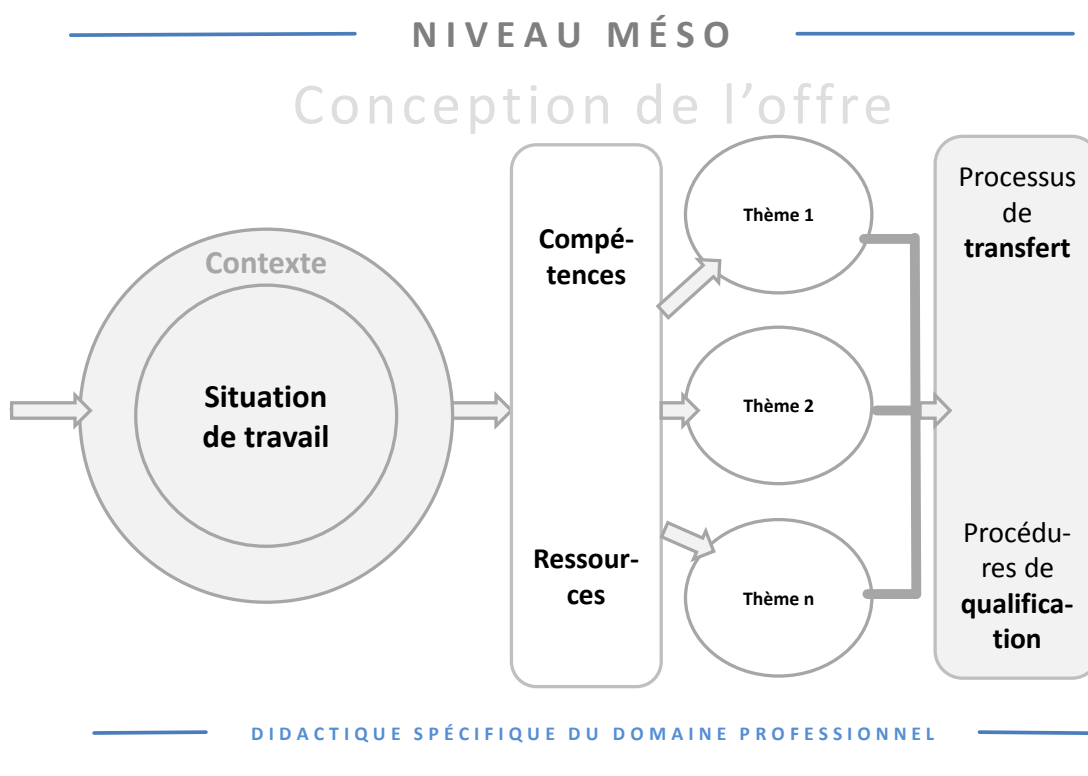 NIVEAU MÉSO
Conception de l’offre
Contexte
Situation
de travail
Compé-
tences
Ressour-
ces
Thème 1
Thème 2
Thème n
Processus
de
transfert
Procédu-
res de
qualifica-
tion
DIDACTIQUE SPÉCIFIQUE DU DOMAINE PROFESSIONNEL